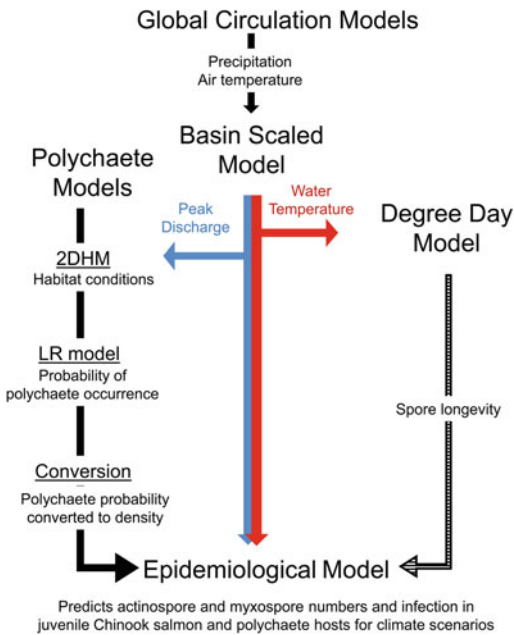 Global Circulation Models
Precipitation
Air temperature
Basin Scaled
Model
Polychaete
Models
Peak
Discharge
Water
Temperature
Degree Day
Model
2DHM
Habitat conditions
LR model
Probability of
polychaete occurrence
Spore longevity
Conversion
Polychaete probability
converted to density
Epidemiological Model
Predicts actinospore and myxospore numbers and infection in
juvenile Chinook salmon and polychaete hosts for climate scenarios